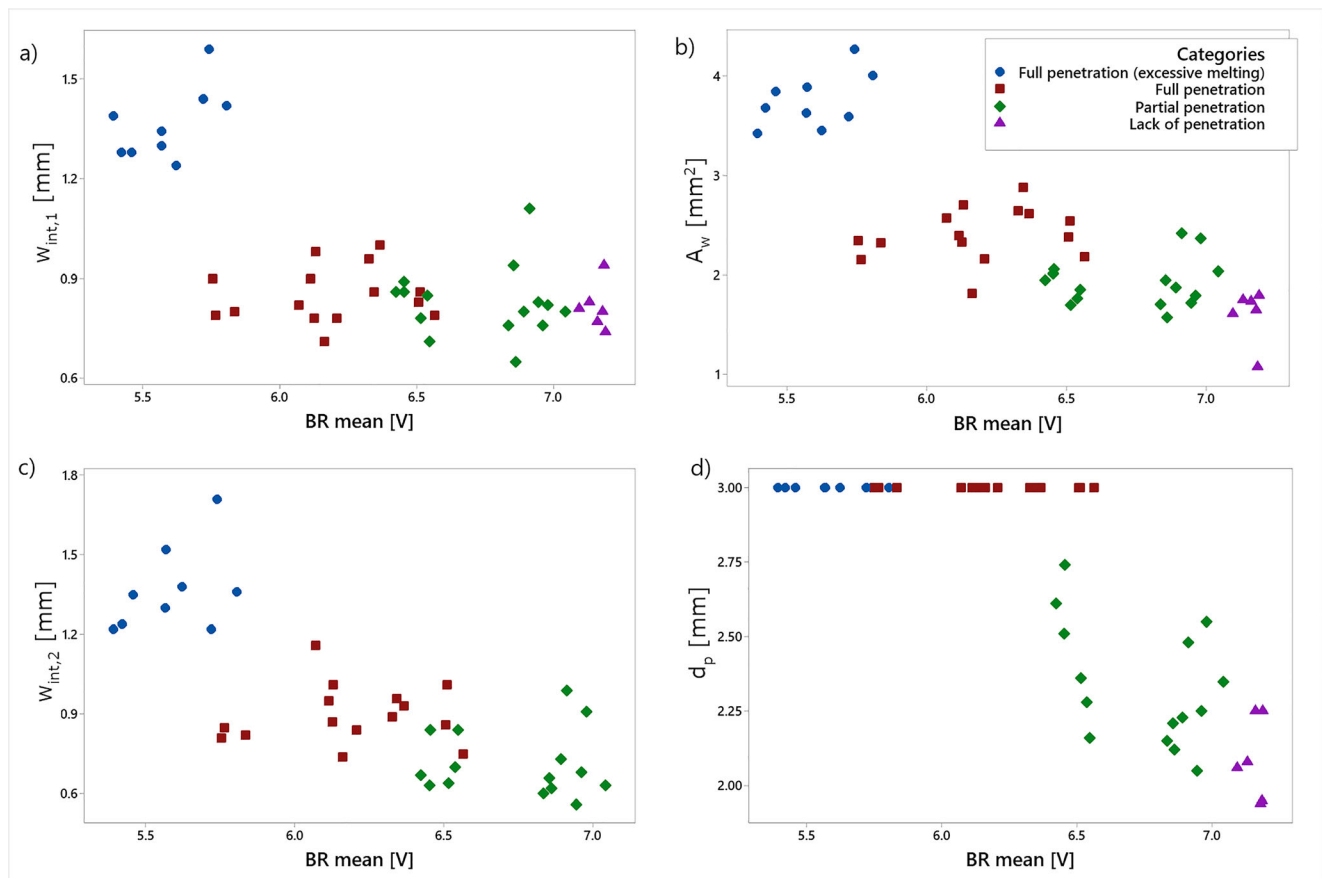 a)
1.5
1.2
0.9
0.6
W int,1 [mm]
5.5 6.0 6.5 7.0
BR mean [V]
b)
Categories
Full penetration (excessive melting)
Full penetration
Partial penetration
Lack of penetration
4
3
2
1
A w [mm²]
5.5 6.0 6.5 7.0
BR mean [V]
c)
1.8
1.5
1.2
0.9
0.6
W int,2 [mm]
5.5 6.0 6.5 7.0
BR mean [V]
d)
3.00
2.75
2.50
2.25
2.00
d p [mm]
5.5 6.0 6.5 7.0
BR mean [V]